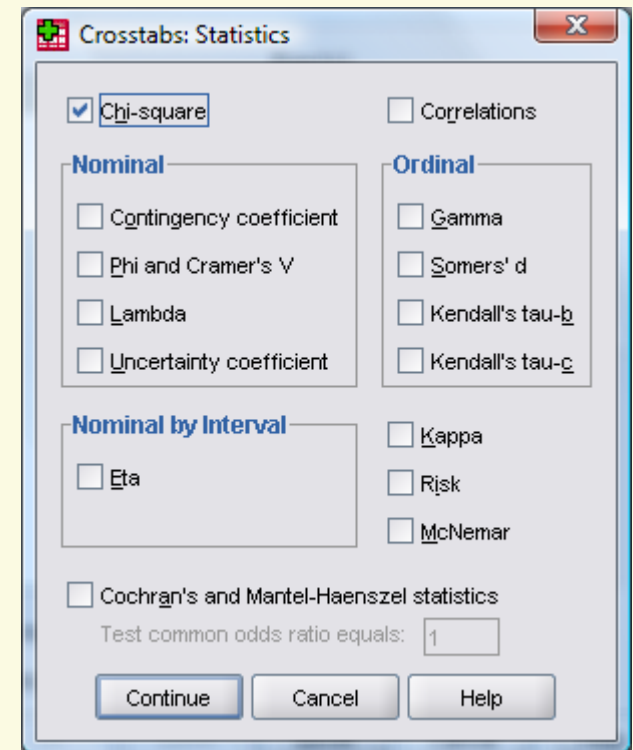 Crosstabs: Statistics
Chi-square
Correlations
Nominal
Contingency coefficient
Phi and Cramer's V
Lambda
Uncertainty coefficient
Ordinal
Gamma
Somers' d
Kendall's tau-b
Kendall's tau-c
Nominal by Interval
Eta
Kappa
Risk
McNemar
Cochran's and Mantel-Haenszel statistics
Test common odds ratio equals: 1
Continue Cancel Help